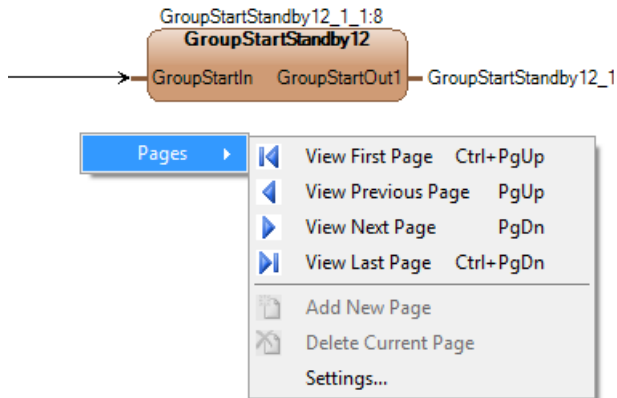 GroupStartStandby12_1_1:8
GroupStartStandby12
GroupStartIn GroupStartOut1 GroupStartStandby12_1
Pages
View First Page Ctrl+PgUp
View Previous Page PgUp
View Next Page PgDn
View Last Page Ctrl+PgDn
Add New Page
Delete Current Page
Settings...